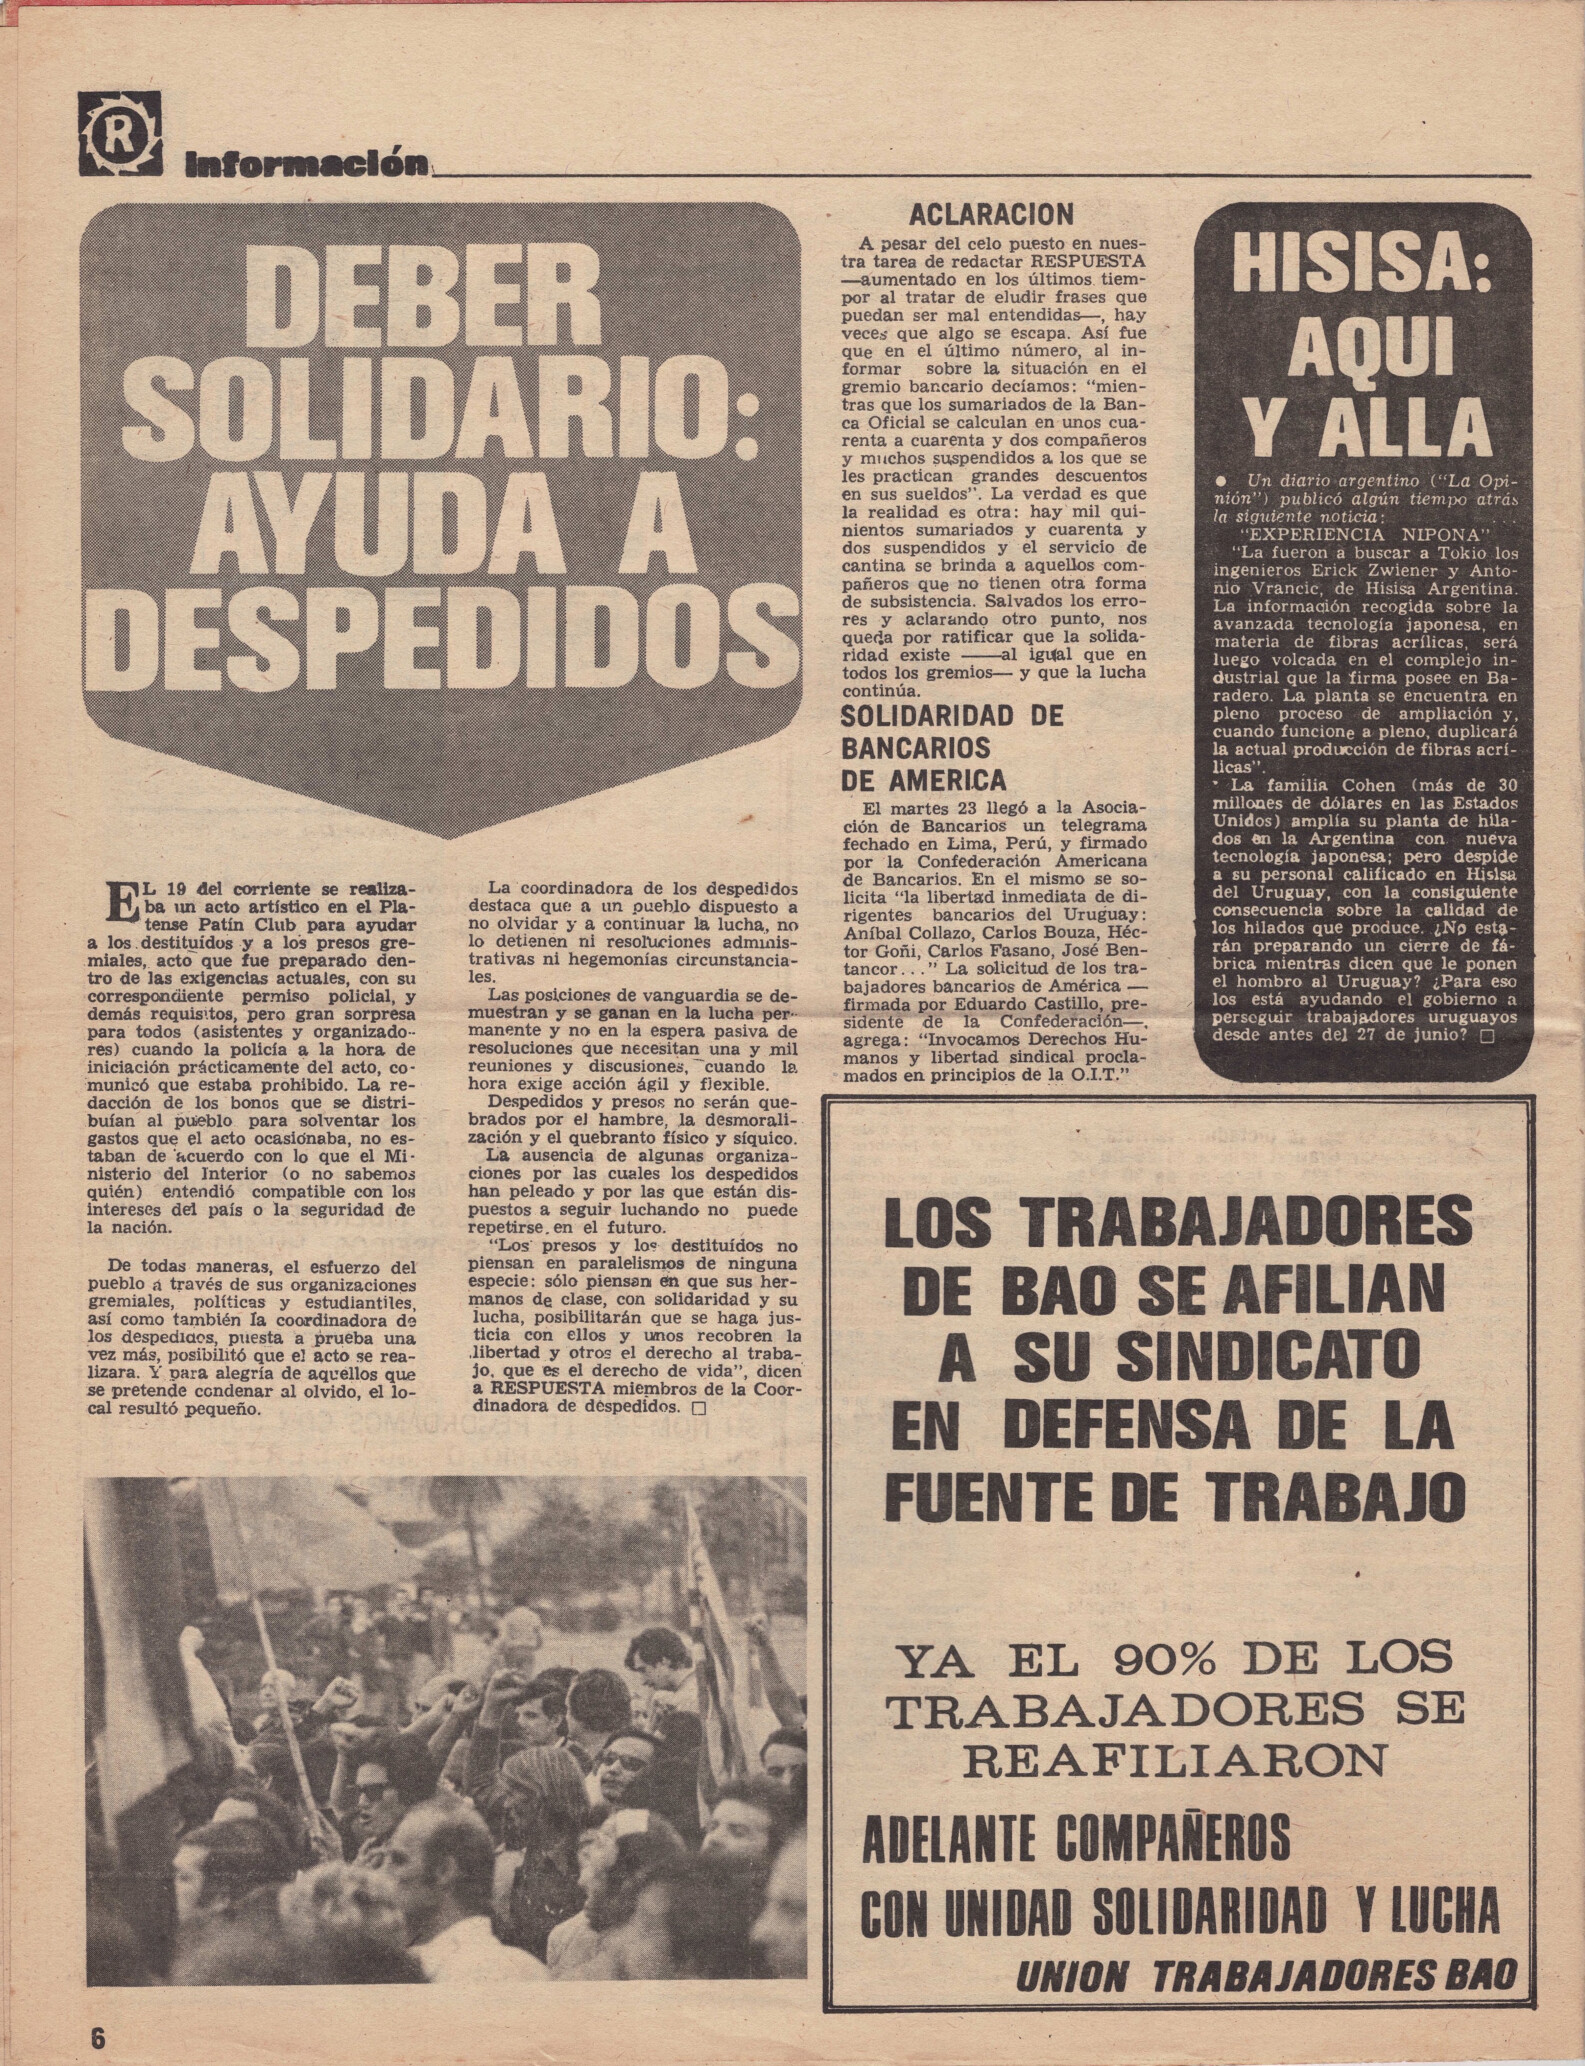 R
Información
DEBER
SOLIDARIO:
AYUDA A
DESPEDIDOS
EL 19 del corriente se realiza-
ba un acto artístico en el Pla-
tense Patín Club para ayudar
a los destituídos y a los presos gre-
miales, acto que fue preparado den-
tro de las exigencias actuales, con su
correspondiente permiso policial, y
demás requisitos, pero gran sorpresa
para todos (asistentes y organizado-
res) cuando la policía a la hora de
iniciación prácticamente del acto, co-
municó que estaba prohibido. La re-
dacción de los bonos que se distri-
buían al pueblo para solventar los
gastos que el acto ocasionaba, no es-
taban de acuerdo con lo que el Mi-
nisterio del Interior (o no sabemos
quién) entendió compatible con los
intereses del país o la seguridad de
la nación.
De todas maneras, el esfuerzo del
pueblo a través de sus organizaciones
gremiales, políticas y estudiantiles,
así como también la coordinadora de
los despedidos, puesta a prueba una
vez más, posibilitó que el acto se rea-
lizara. Y para alegría de aquellos que
se pretende condenar al olvido, el lo-
cal resultó pequeño.
La coordinadora de los despedidos
destaca que a un pueblo dispuesto a
no olvidar y a continuar la lucha, no
lo detienen ni resoluciones adminis-
trativas ni hegemonías circunstancia-
les.
Las posiciones de vanguardia se de-
muestran y se ganan en la lucha per-
manente y no en la espera pasiva de
resoluciones que necesitan una y mil
reuniones y discusiones, cuando la
hora exige acción ágil y flexible.
Despedidos y presos no serán que-
brados por el hambre, la desmorali-
zación y el quebranto físico y síquico.
La ausencia de algunas organiza-
ciones por las cuales los despedidos
han peleado y por las que están dis-
puestos a seguir luchando no puede
repetirse en el futuro.
"Los presos y los destituídos no
piensan en paralelismos de ninguna
especie: sólo piensan en que sus her-
manos de clase, con solidaridad y su
lucha, posibilitarán que se haga jus-
ticia con ellos y unos recobren la
libertad y otros el derecho al traba-
jo, que es el derecho de vida", dicen
a RESPUESTA miembros de la Coor-
dinadora de despedidos. □
ACLARACION
A pesar del celo puesto en nues-
tra tarea de redactar RESPUESTA
—aumentado en los últimos tiem-
por al tratar de eludir frases que
puedan ser mal entendidas—, hay
veces que algo se escapa. Así fue
que en el último número, al in-
formar sobre la situación en el
gremio bancario decíamos: "mien-
tras que los sumariados de la Ban-
ca Oficial se calculan en unos cua-
renta a cuarenta y dos compañeros
y muchos suspendidos a los que se
les practican grandes descuentos
en sus sueldos". La verdad es que
la realidad es otra: hay mil qui-
nientos sumariados y cuarenta y
dos suspendidos y el servicio de
cantina se brinda a aquellos com-
pañeros que no tienen otra forma
de subsistencia. Salvados los erro-
res y aclarando otro punto, nos
queda por ratificar que la solida-
ridad existe ——al igual que en
todos los gremios— y que la lucha
continúa.
SOLIDARIDAD DE
BANCARIOS
DE AMERICA
El martes 23 llegó a la Asocia-
ción de Bancarios un telegrama
fechado en Lima, Perú, y firmado
por la Confederación Americana
de Bancarios. En el mismo se so-
licita "la libertad inmediata de di-
rigentes bancarios del Uruguay:
Aníbal Collazo, Carlos Bouza, Héc-
tor Goñi, Carlos Fasano, José Ben-
tancor..." La solicitud de los tra-
bajadores bancarios de América —
firmada por Eduardo Castillo, pre-
sidente de la Confederación—,
agrega: "Invocamos Derechos Hu-
manos y libertad sindical procla-
mados en principios de la O.I.T."
HISISA:
AQUI
Y ALLA
● Un diario argentino ("La Opi-
nión") publicó algún tiempo atrás
la siguiente noticia:
"EXPERIENCIA NIPONA"
"La fueron a buscar a Tokio los
ingenieros Erick Zwiener y Anto-
nio Vrancic, de Hisisa Argentina.
La información recogida sobre la
avanzada tecnología japonesa, en
materia de fibras acrílicas, será
luego volcada en el complejo in-
dustrial que la firma posee en Ba-
radero. La planta se encuentra en
pleno proceso de ampliación y,
cuando funcione a pleno, duplicará
la actual producción de fibras acrí-
licas".
La familia Cohen (más de 30
millones de dólares en las Estados
Unidos) amplía su planta de hila-
dos en la Argentina con nueva
tecnología japonesa; pero despide
a su personal calificado en Hisisa
del Uruguay, con la consiguiente
consecuencia sobre la calidad de
los hilados que produce. ¿No esta-
rán preparando un cierre de fá-
brica mientras dicen que le ponen
el hombro al Uruguay? ¿Para eso
los está ayudando el gobierno a
perseguir trabajadores uruguayos
desde antes del 27 de junio? □
LOS TRABAJADORES
DE BAO SE AFILIAN
A SU SINDICATO
EN DEFENSA DE LA
FUENTE DE TRABAJO
YA EL 90% DE LOS
TRABAJADORES SE
REAFILIARON
ADELANTE COMPAÑEROS
CON UNIDAD SOLIDARIDAD Y LUCHA
UNION TRABAJADORES BAO
6